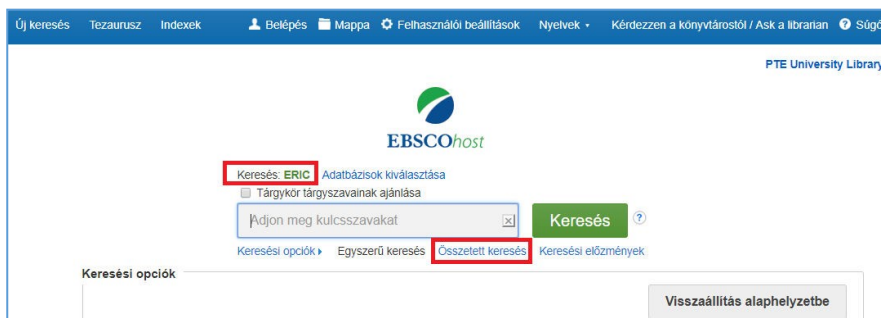 Új keresés Tezaurusz Indexek Belépés Mappa Felhasználói beállítások Nyelvek Kérdezzen a könyvtárostól / Ask a librarian Súgó
PTE University Library
EBSCOhost
Keresés: ERIC Adatbázisok kiválasztása
Tárgykör tárgyszavainak ajánlása
Adjon meg kulcsszavakat Keresés
Keresési opciók Egyszerű keresés Összetett keresés Keresési előzmények
Keresési opciók
Visszaállítás alaphelyzetbe